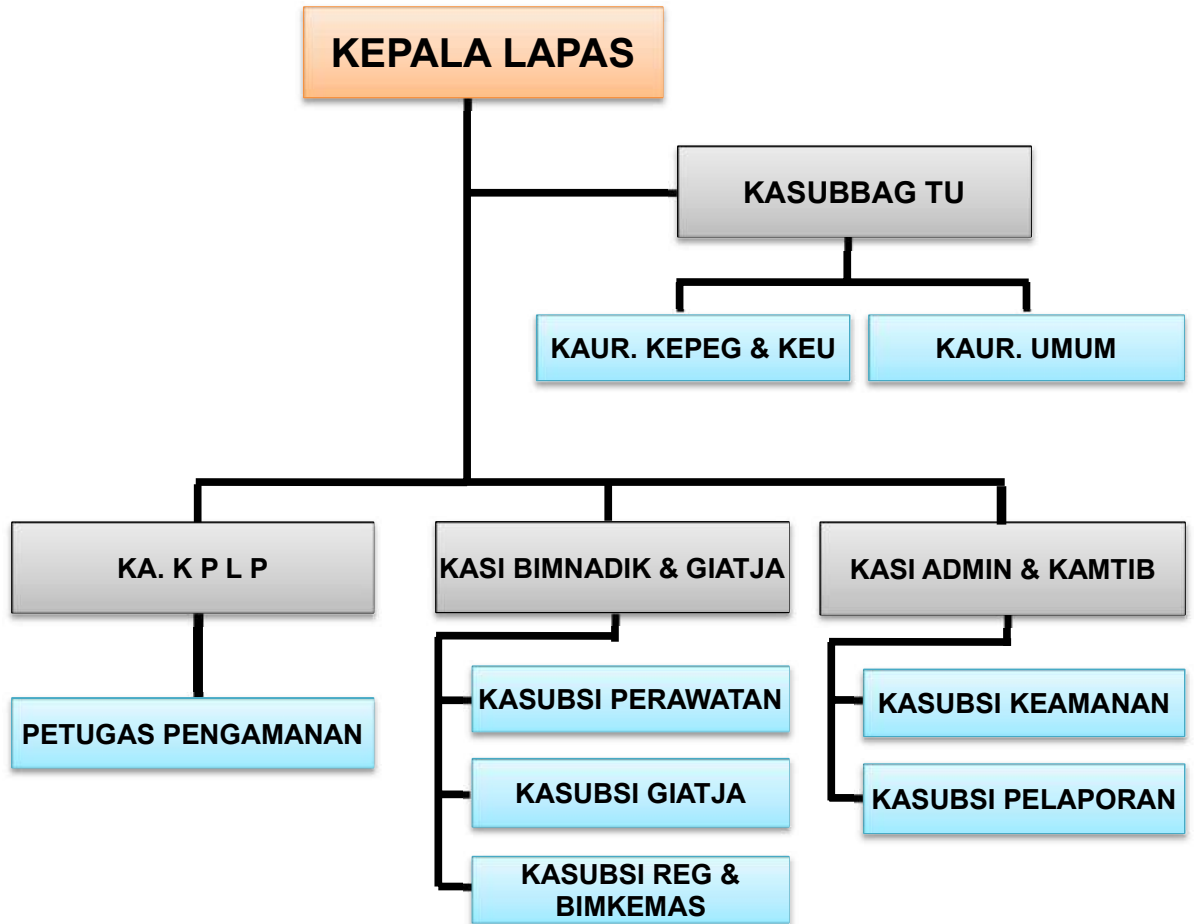 KEPALA LAPAS
KASUBBAG TU
KAUR. KEPEG & KEU
KAUR. UMUM
KA. K P L P
KASI BIMNADIK & GIATJA
KASI ADMIN & KAMTIB
PETUGAS PENGAMANAN
KASUBSI PERAWATAN
KASUBSI GIATJA
KASUBSI REG &
BIMKEMAS
KASUBSI KEAMANAN
KASUBSI PELAPORAN